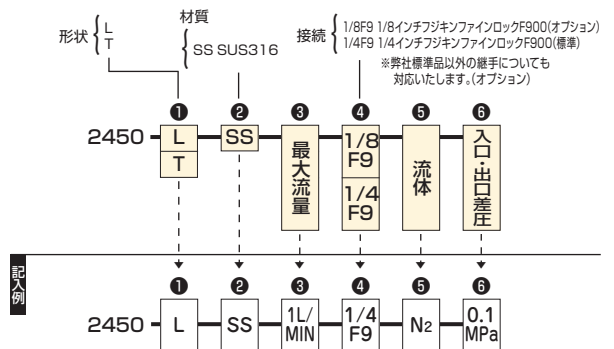 形状 { L
T
材質
{ SS SUS316
接続 { 1/8F9 1/8インチフジキンファインロックF900(オプション)
1/4F9 1/4インチフジキンファインロックF900(標準)
※弊社標準品以外の継手についても
対応いたします。(オプション)
❶ ❷ ❸ ❹ ❺ ❻
2450 L SS 最大流量 1/8 F9 流体 入口・出口差圧
T 1/4 F9
記入例
❶ ❷ ❸ ❹ ❺ ❻
2450 L SS 1L/MIN 1/4 F9 N2 0.1 MPa